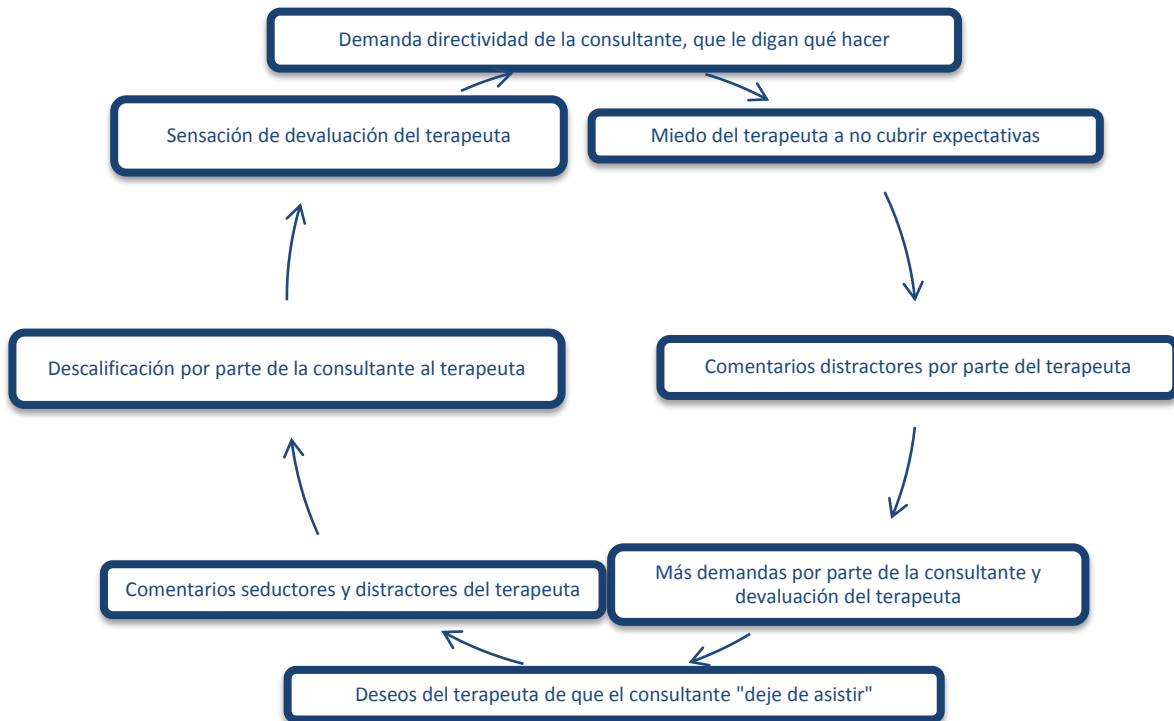 Demanda directividad de la consultante, que le digan qué hacer
Sensación de devaluación del terapeuta
Miedo del terapeuta a no cubrir expectativas
Descalificación por parte de la consultante al terapeuta
Comentarios distractores por parte del terapeuta
Comentarios seductores y distractores del terapeuta
Más demandas por parte de la consultante y
devaluación del terapeuta
Deseos del terapeuta de que el consultante "deje de asistir"